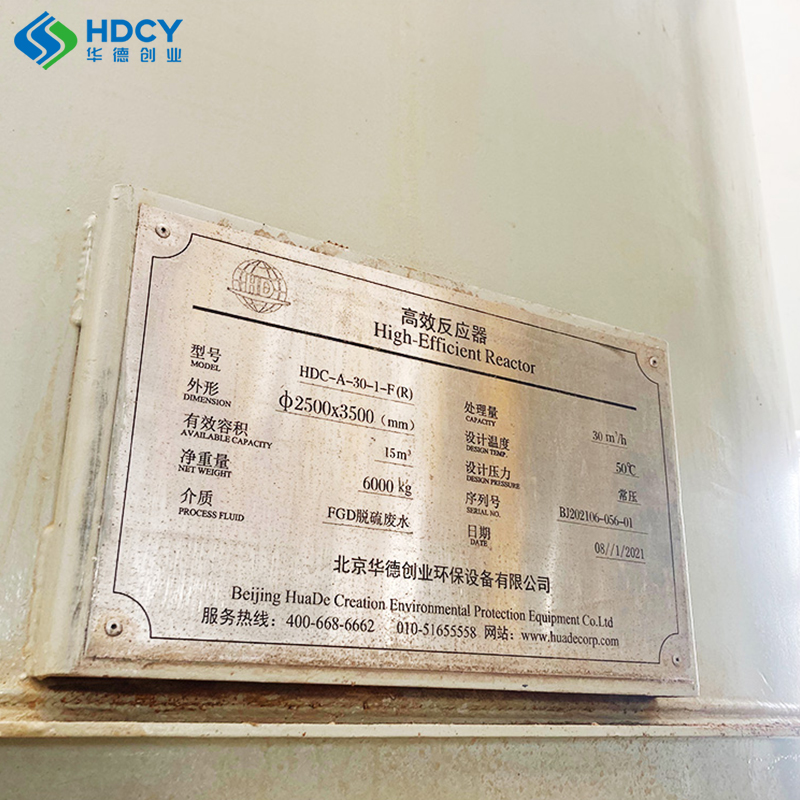 HDCY
华德创业
HD
高效反应器
High-Efficient Reactor
型号
MODEL
HDC-A-30-1-F(R)
外形
DIMENSION
ф2500x3500（mm）
有效容积
AVAILABLE CAPACITY
15m³
净重量
NET WEIGHT
6000 kg
介质
PROCESS FLUID
FGD脱硫废水
处理量
CAPACITY
30 m³/h
设计温度
DESIGN TEMP.
50℃
设计压力
DESIGN PRESSURE
常压
序列号
SERIAL NO.
BJ202106-056-01
日期
DATE
08//1/2021
北京华德创业环保设备有限公司
Beijing HuaDe Creation Environmental Protection Equipment Co.Ltd
服务热线：400-668-6662 010-51655558 网站：www.huadecorp.com